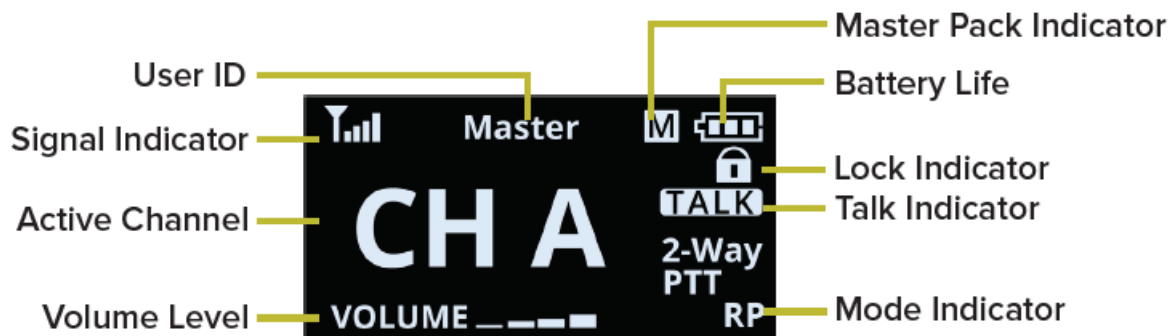 Master Pack Indicator
User ID
Battery Life
Signal Indicator
Master
M
Lock Indicator
TALK
Talk Indicator
Active Channel
CH A
2-Way
PTT
Volume Level
VOLUME
RP
Mode Indicator